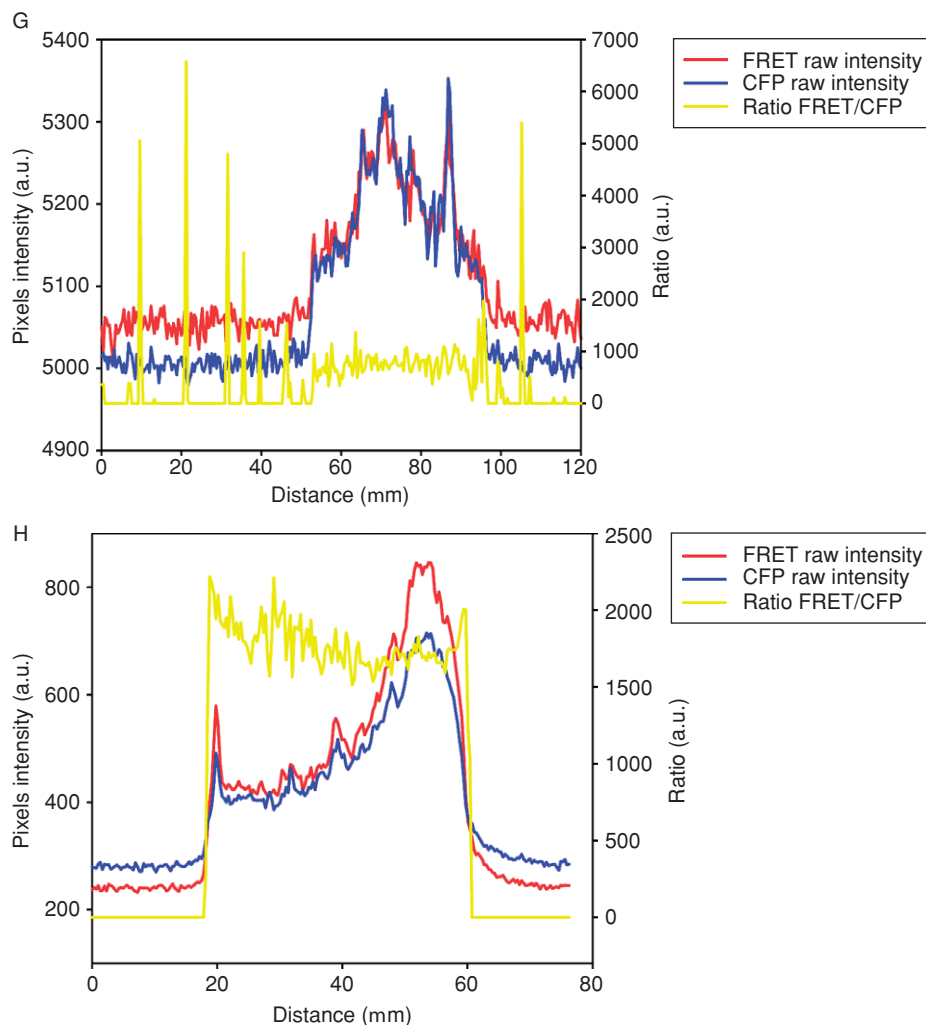 G
5400
5300
5200
5100
5000
4900
Pixels intensity (a.u.)
0 20 40 60 80 100 120
Distance (mm)
7000
6000
5000
4000
3000
2000
1000
0
Ratio (a.u.)
FRET raw intensity
CFP raw intensity
Ratio FRET/CFP
H
800
600
400
200
Pixels intensity (a.u.)
0 20 40 60 80
Distance (mm)
2500
2000
1500
1000
500
0
Ratio (a.u.)
FRET raw intensity
CFP raw intensity
Ratio FRET/CFP